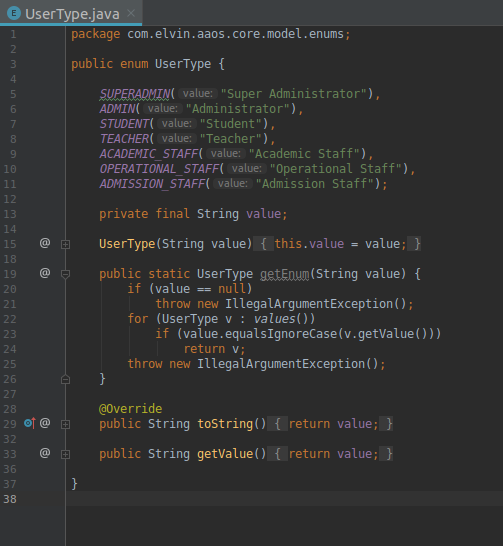 UserType.java
1 package com.elvin.aaos.core.model.enums;
2
3 public enum UserType {
4
5 SUPERADMIN( value: "Super Administrator"),
6 ADMIN( value: "Administrator"),
7 STUDENT( value: "Student"),
8 TEACHER( value: "Teacher"),
9 ACADEMIC_STAFF( value: "Academic Staff"),
10 OPERATIONAL_STAFF( value: "Operational Staff"),
11 ADMISSION_STAFF( value: "Admission Staff");
12
13 private final String value;
14
15 @ UserType(String value) { this.value = value; }
18
19 @ public static UserType getEnum(String value) {
20 if (value == null)
21 throw new IllegalArgumentException();
22 for (UserType v : values())
23 if (value.equalsIgnoreCase(v.getValue()))
24 return v;
25 throw new IllegalArgumentException();
26 }
27
28 @Override
29 @ public String toString() { return value; }
32
33 @ public String getValue() { return value; }
36
37 }
38